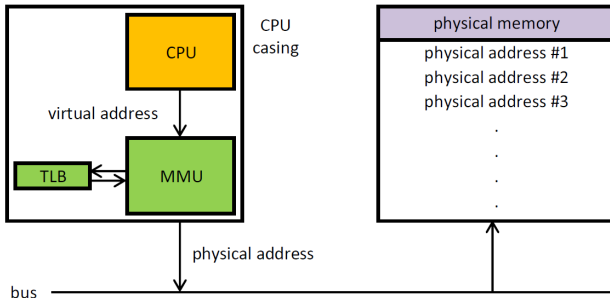 CPU
CPU
casing
virtual address
TLB
MMU
physical address
bus
physical memory
physical address #1
physical address #2
physical address #3
.
.
.
.